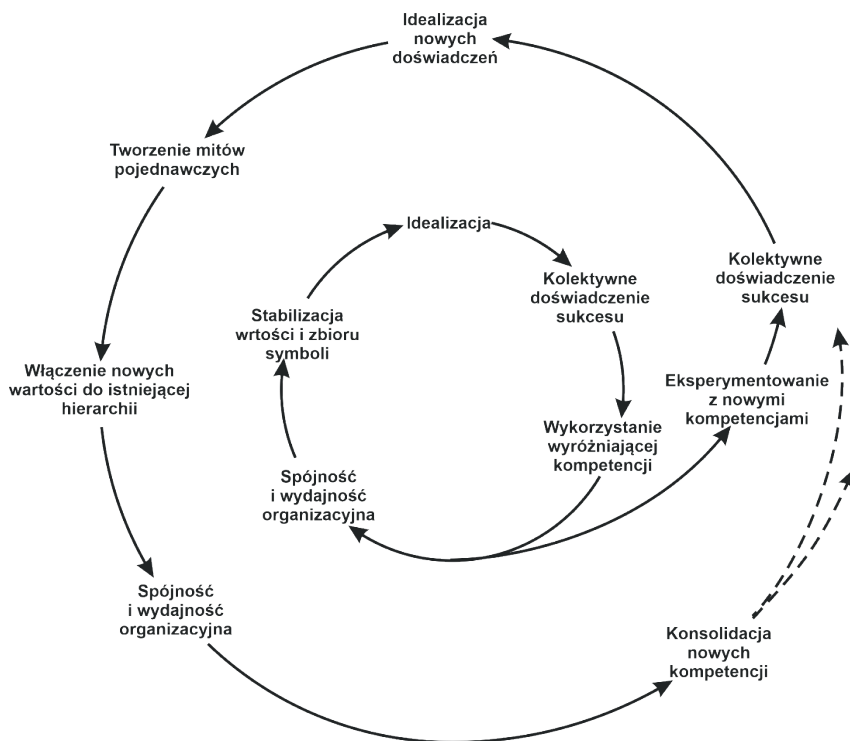 Idealizacja
nowych
doświadczeń
Tworzenie mitów
pojednawczych
Idealizacja
Kolektywne
doświadczenie
sukcesu
Kolektywne
doświadczenie
sukcesu
Stabilizacja
wrtości i zbioru
symboli
Włączenie nowych
wartości do istniejącej
hierarchii
Eksperymentowanie
z nowymi
kompetencjami
Wykorzystanie
wyróżniającej
kompetencji
Spójność
i wydajność
organizacyjna
Spójność
i wydajność
organizacyjna
Konsolidacja
nowych
kompetencji